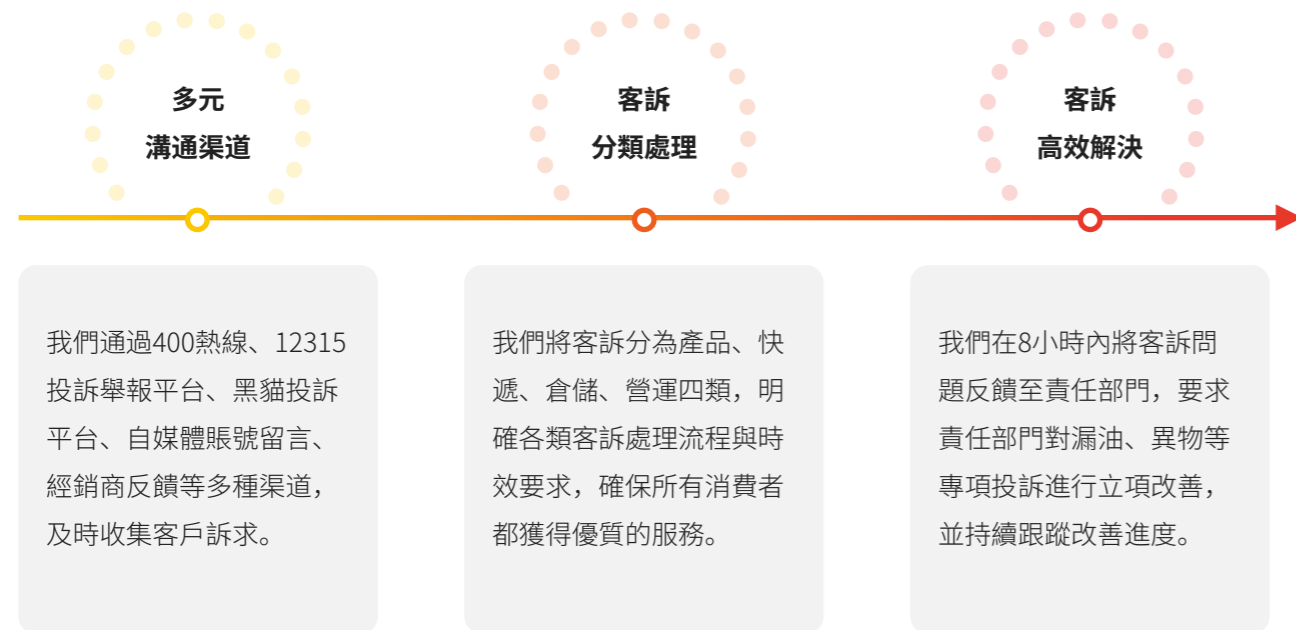 多元
溝通渠道
客訴
分類處理
客訴
高效解決
我們通過400熱線、12315
投訴舉報平台、黑貓投訴
平台、自媒體賬號留言、
經銷商反饋等多種渠道，
及時收集客戶訴求。
我們將客訴分為產品、快
遞、倉儲、營運四類，明
確各類客訴處理流程與時
效要求，確保所有消費者
都獲得優質的服務。
我們在8小時內將客訴問
題反饋至責任部門，要求
責任部門對漏油、異物等
專項投訴進行立項改善，
並持續跟蹤改善進度。